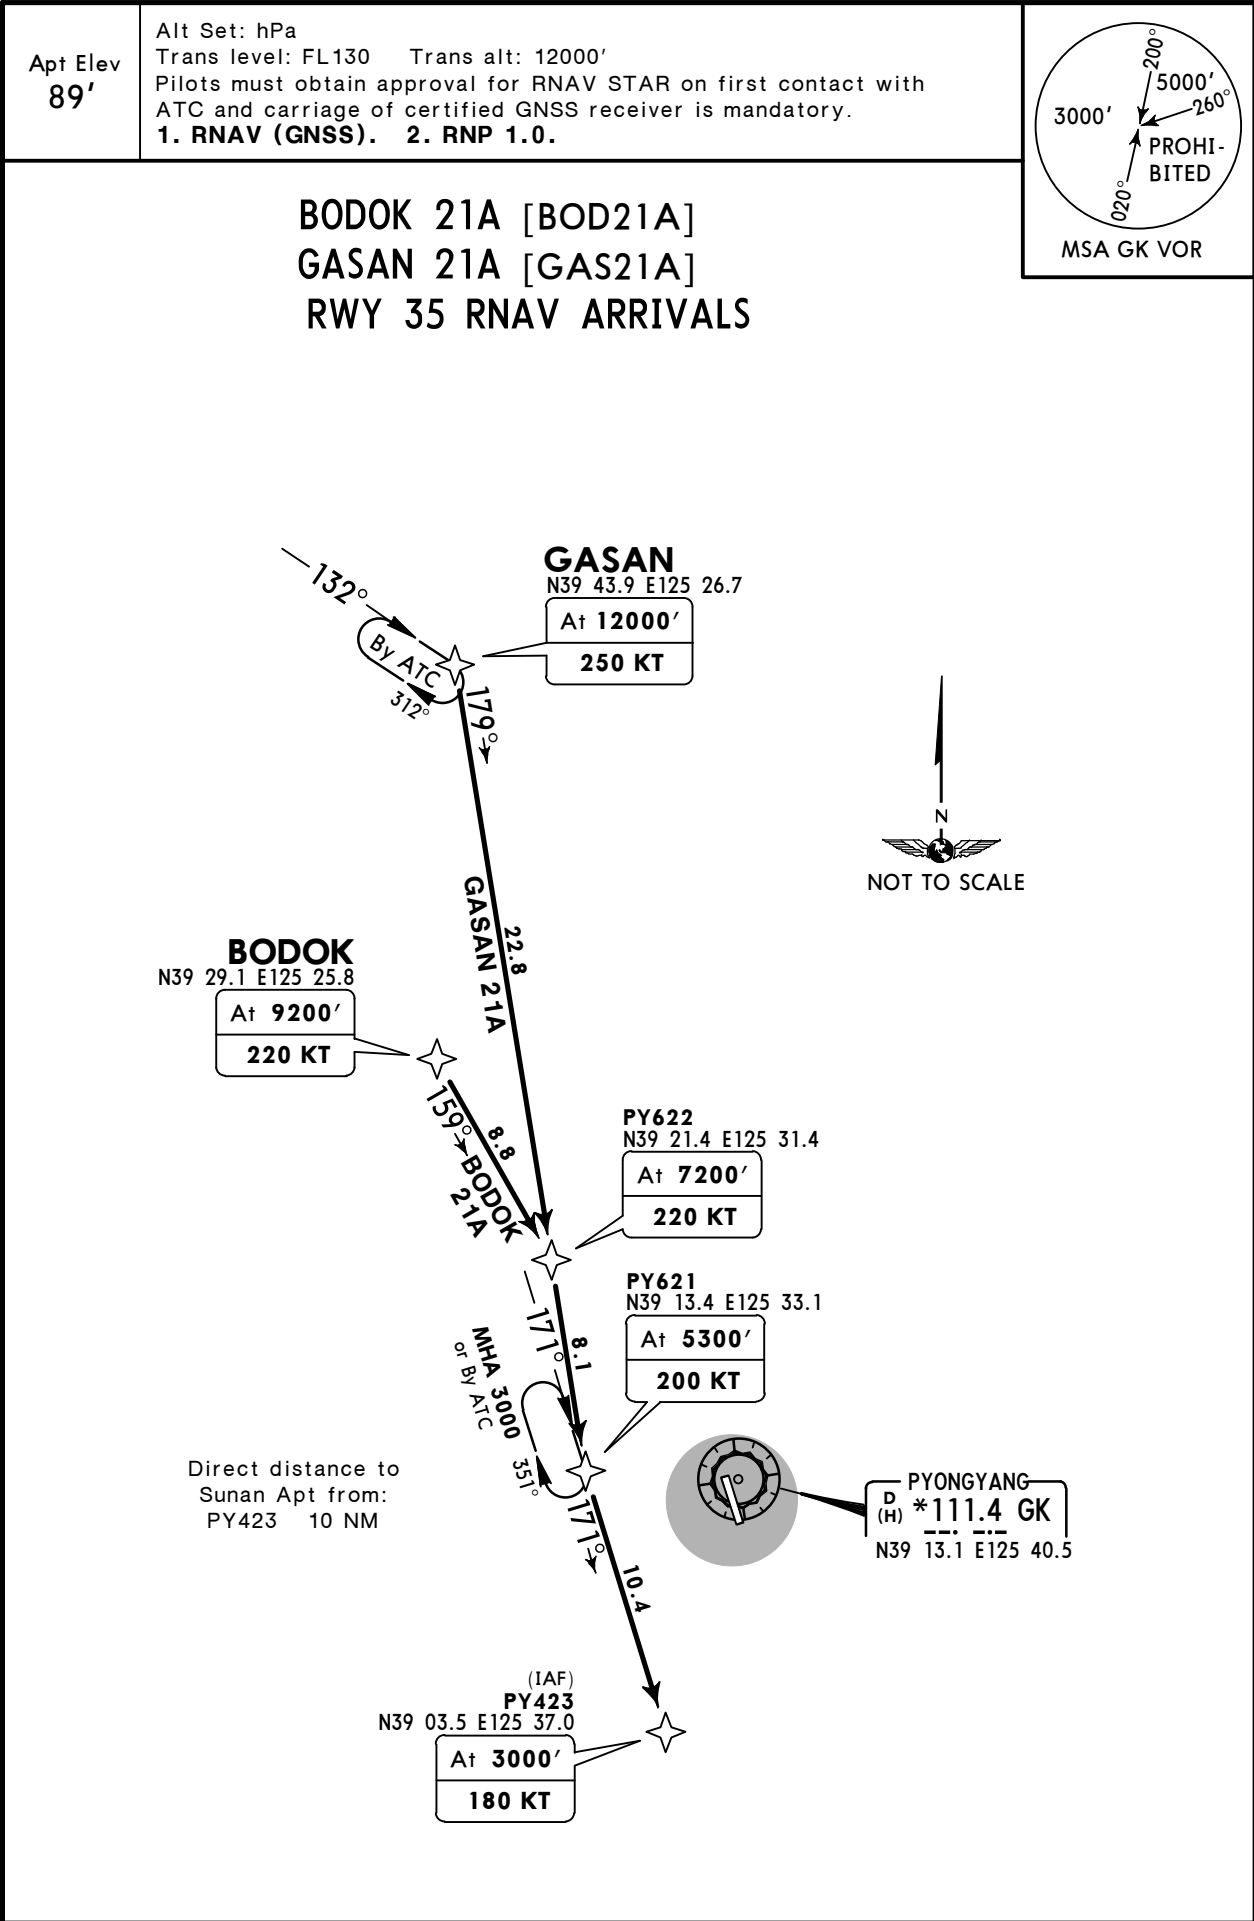 Apt Elev
89'
Alt Set: hPa
Trans level: FL130 Trans alt: 12000'
Pilots must obtain approval for RNAV STAR on first contact with
ATC and carriage of certified GNSS receiver is mandatory.
1. RNAV (GNSS). 2. RNP 1.0.
200°
5000'
260°
3000'
PROHI-
BITED
020°
MSA GK VOR
BODOK 21A [BOD21A]
GASAN 21A [GAS21A]
RWY 35 RNAV ARRIVALS
GASAN
N39 43.9 E125 26.7
At 12000'
250 KT
132°
By ATC
312°
179°
N
NOT TO SCALE
GASAN 21A
22.8
BODOK
N39 29.1 E125 25.8
At 9200'
220 KT
159°
8.8
BODOK
21A
PY622
N39 21.4 E125 31.4
At 7200'
220 KT
PY621
N39 13.4 E125 33.1
At 5300'
200 KT
171°
8.1
MHA 3000
or By ATC
351°
171°
10.4
Direct distance to
Sunan Apt from:
PY423 10 NM
PYONGYANG
D
(H) *111.4 GK
N39 13.1 E125 40.5
(IAF)
PY423
N39 03.5 E125 37.0
At 3000'
180 KT